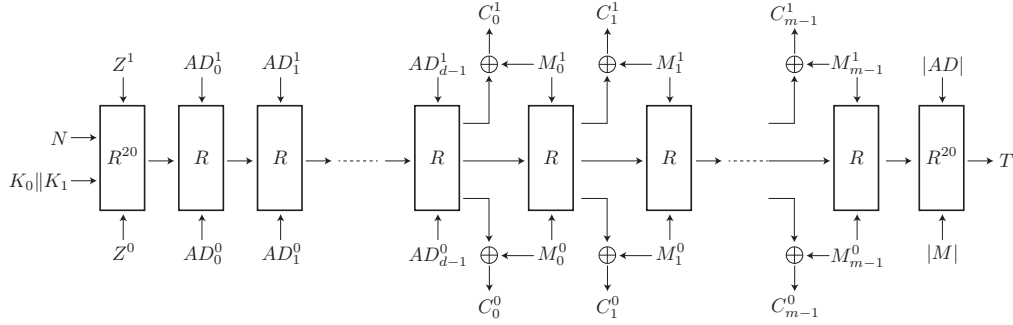 $C_0^1$ $C_1^1$ $C_{m-1}^1$
$Z^1$ $AD_0^1$ $AD_1^1$ $AD_{d-1}^1$ $M_0^1$ $M_1^1$ $M_{m-1}^1$ $|AD|$
$N$
$R^{20}$ $R$ $R$ $R$ $R$ $R$ $R$ $R^{20}$ $T$
$K_0 \| K_1$
$Z^0$ $AD_0^0$ $AD_1^0$ $AD_{d-1}^0$ $M_0^0$ $M_1^0$ $M_{m-1}^0$ $|M|$
$C_0^0$ $C_1^0$ $C_{m-1}^0$